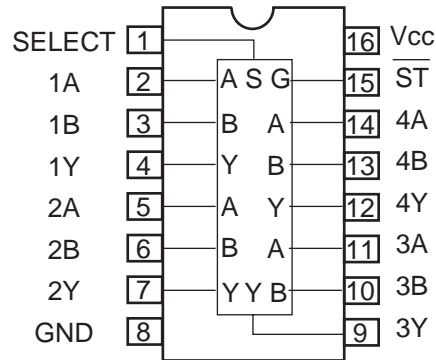 SELECT 1 16 Vcc
1A 2 A S G 15 S̅T̅
1B 3 B A 14 4A
1Y 4 Y B 13 4B
2A 5 A Y 12 4Y
2B 6 B A 11 3A
2Y 7 Y Y B 10 3B
GND 8 9 3Y